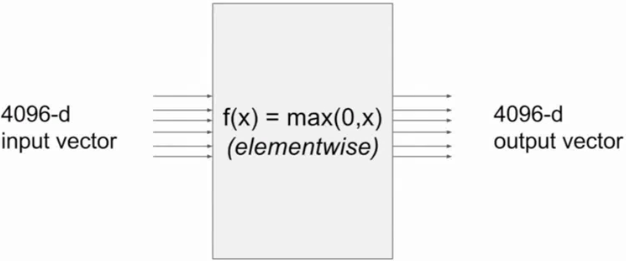 4096-d
input vector
f(x) = max(0,x)
(elementwise)
4096-d
output vector